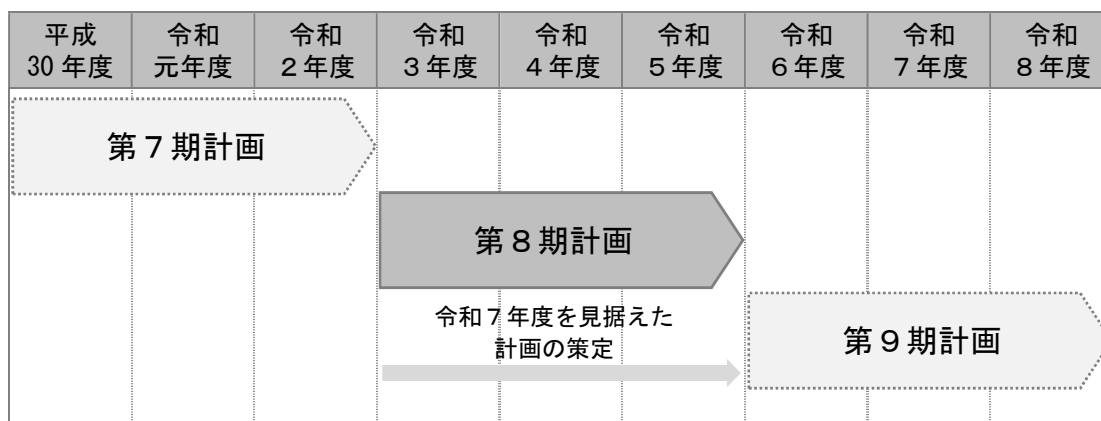 平成 令和 令和 令和 令和 令和 令和 令和 令和
30 年度 元年度 ２年度 ３年度 ４年度 ５年度 ６年度 ７年度 ８年度
第７期計画
第８期計画
令和７年度を見据えた
計画の策定
第９期計画